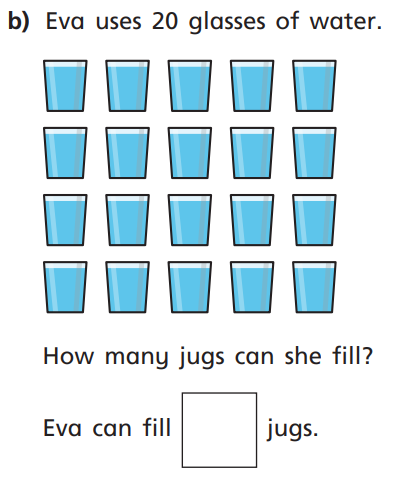 b) Eva uses 20 glasses of water.
How many jugs can she fill?
Eva can fill jugs.